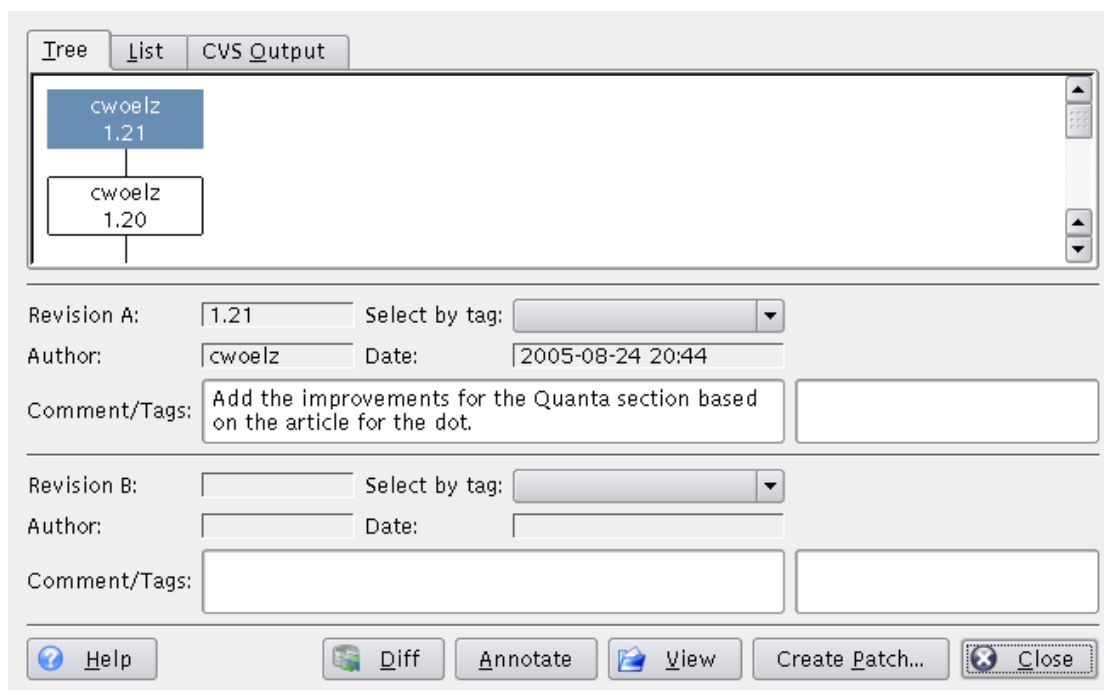 Tree List CVS Output
cwoelz
1.21
cwoelz
1.20
Revision A: 1.21 Select by tag:
Author: cwoelz Date: 2005-08-24 20:44
Comment/Tags: Add the improvements for the Quanta section based
on the article for the dot.
Revision B: Select by tag:
Author: Date:
Comment/Tags:
Help Diff Annotate View Create Patch... Close